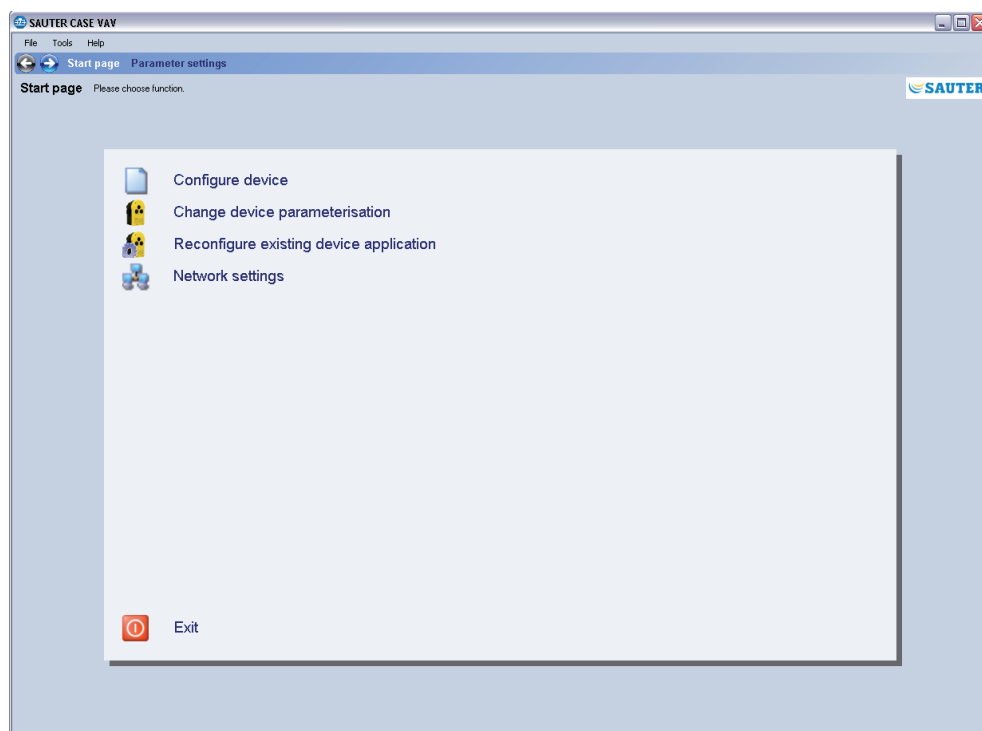 SAUTER CASE VAV
File Tools Help
Start page Parameter settings
Start page Please choose function.
SAUTER
Configure device
Change device parameterisation
Reconfigure existing device application
Network settings
Exit